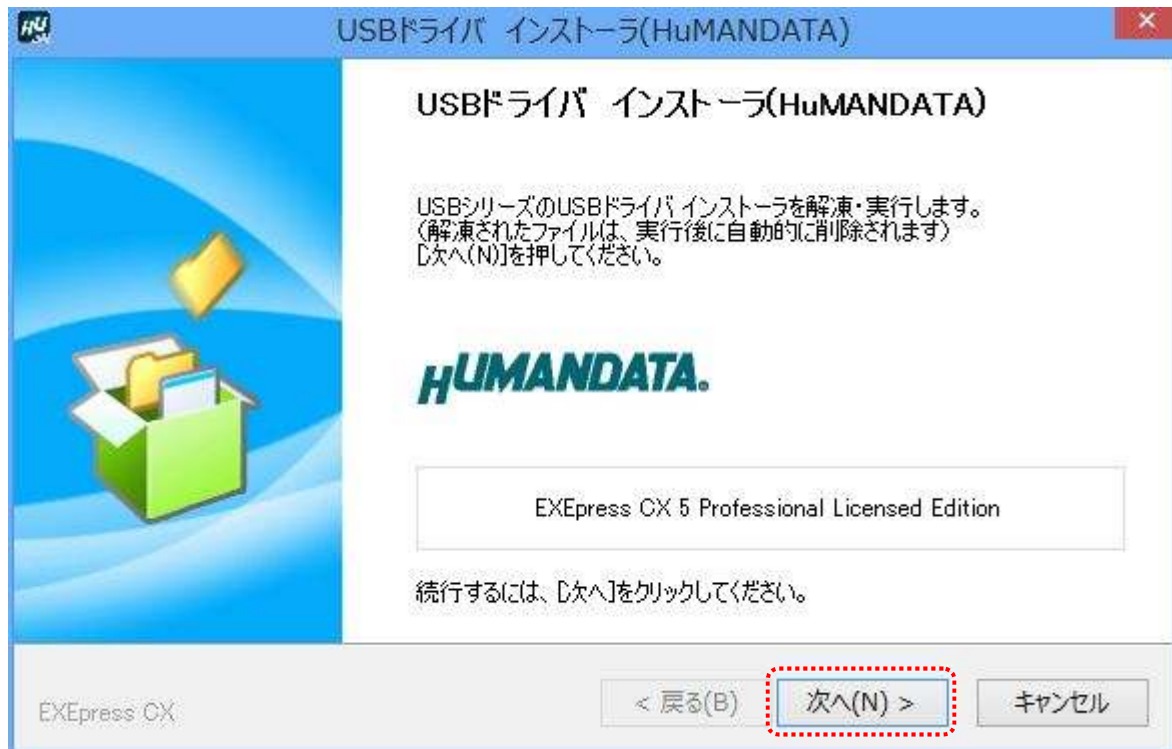 USBドライバ インストーラ(HuMANDATA)
USBドライバ インストーラ(HuMANDATA)
USBシリーズのUSBドライバ インストーラを解凍・実行します。
(解凍されたファイルは、実行後に自動的に削除されます)
[次へ(N)]を押してください。
HUMANDATA.
EXEpress CX 5 Professional Licensed Edition
続行するには、[次へ]をクリックしてください。
EXEpress CX
< 戻る(B)
次へ(N) >
キャンセル